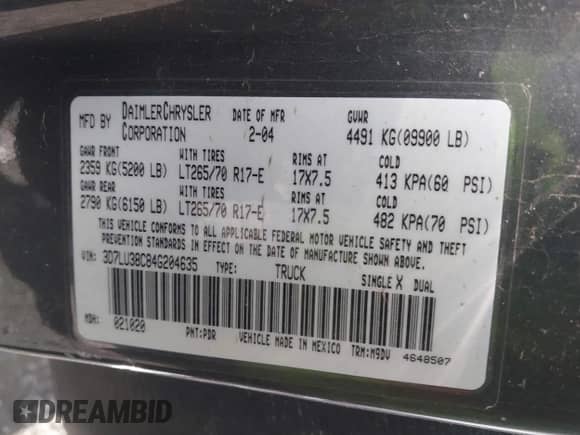 MFD BY DAIMLERCHRYSLER CORPORATION DATE OF MFR 2-04 GVWR 4491 KG(09900 LB)
GAWR FRONT WITH TIRES RIMS AT COLD
2359 KG(5200 LB) LT265/70 R17-E 17X7.5 413 KPA(60 PSI)
GAWR REAR WITH TIRES RIMS AT COLD
2790 KG(6150 LB) LT265/70 R17-E 17X7.5 482 KPA(70 PSI)
THIS VEHICLE CONFORMS TO ALL APPLICABLE FEDERAL MOTOR VEHICLE SAFETY AND THEFT
PREVENTION STANDARDS IN EFFECT ON THE DATE OF MANUFACTURE SHOWN ABOVE.
VIN: 3D7LU38C84G204635 TYPE: TRUCK SINGLE X DUAL
MDH: 021020 PNT: PDR VEHICLE MADE IN MEXICO TRM: M9DV 4648507
DREAMBID